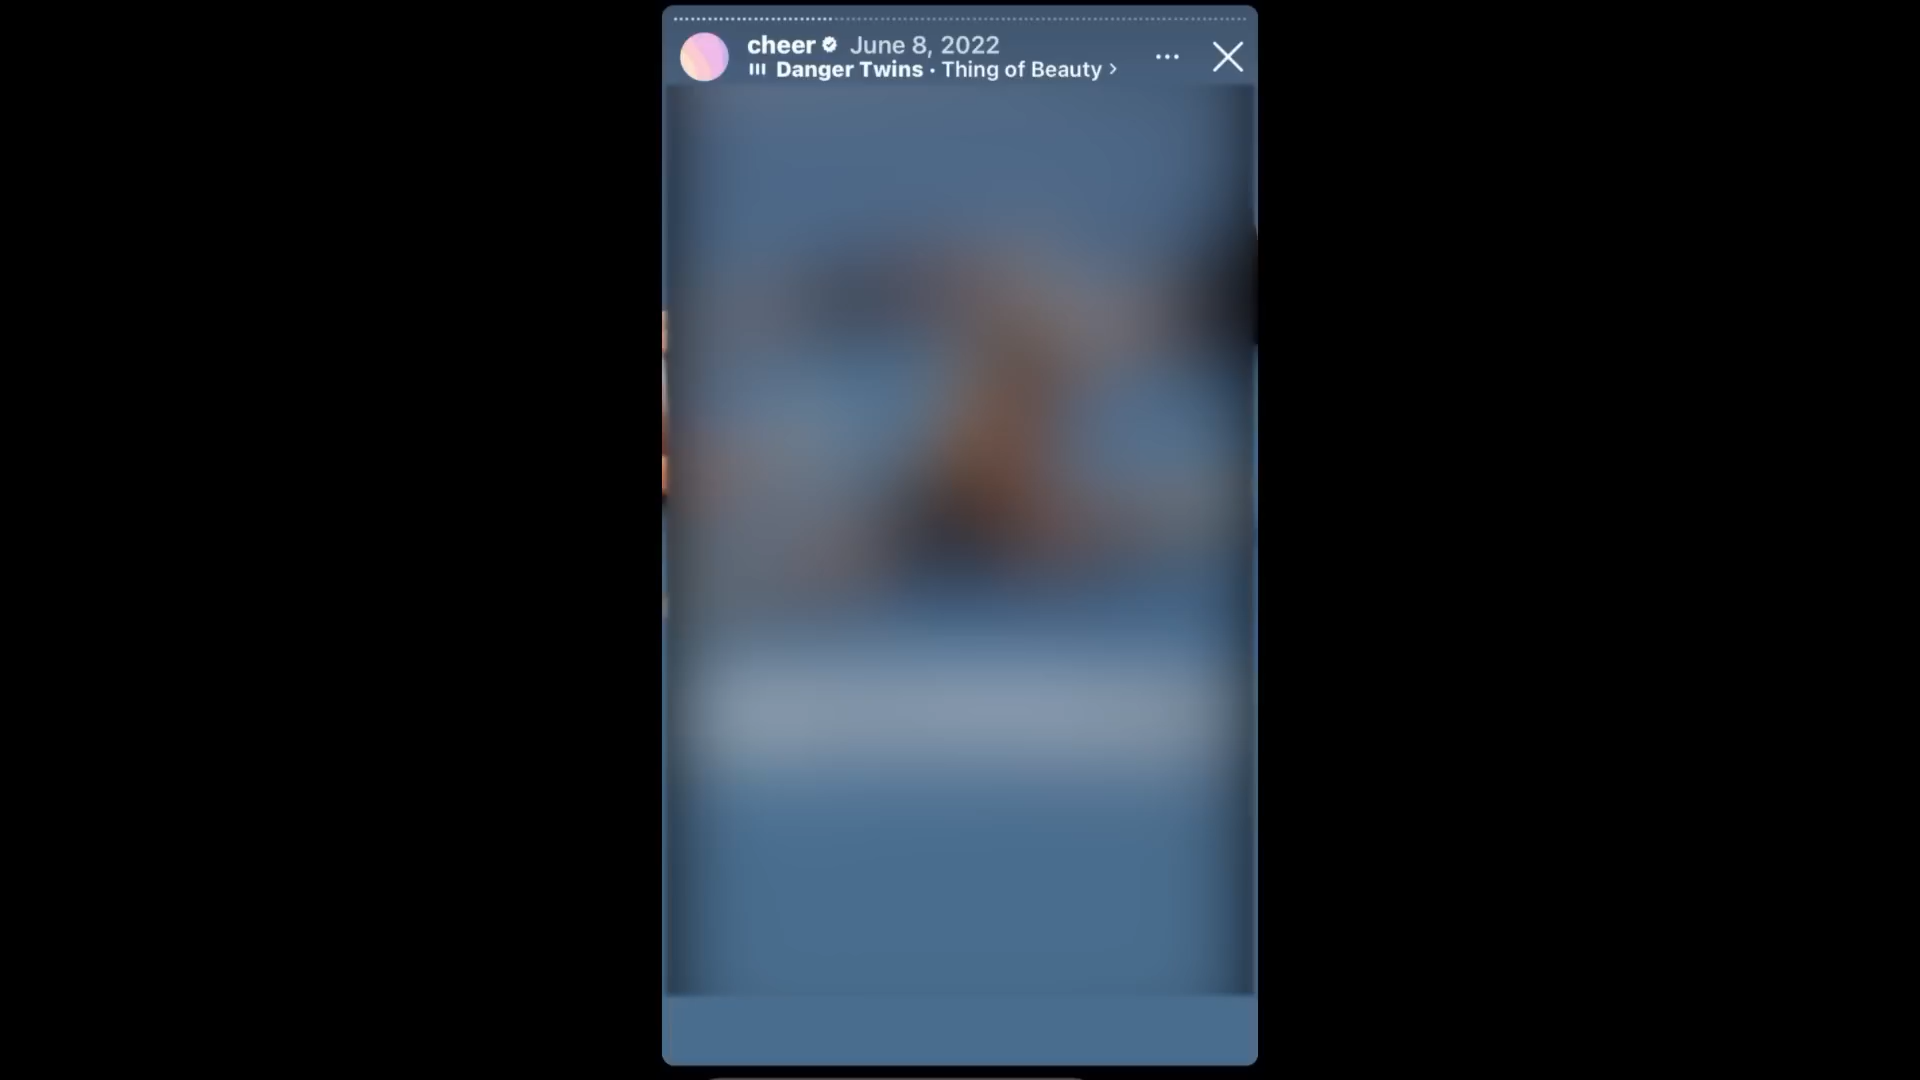 cheer June 8, 2022
Danger Twins • Thing of Beauty >